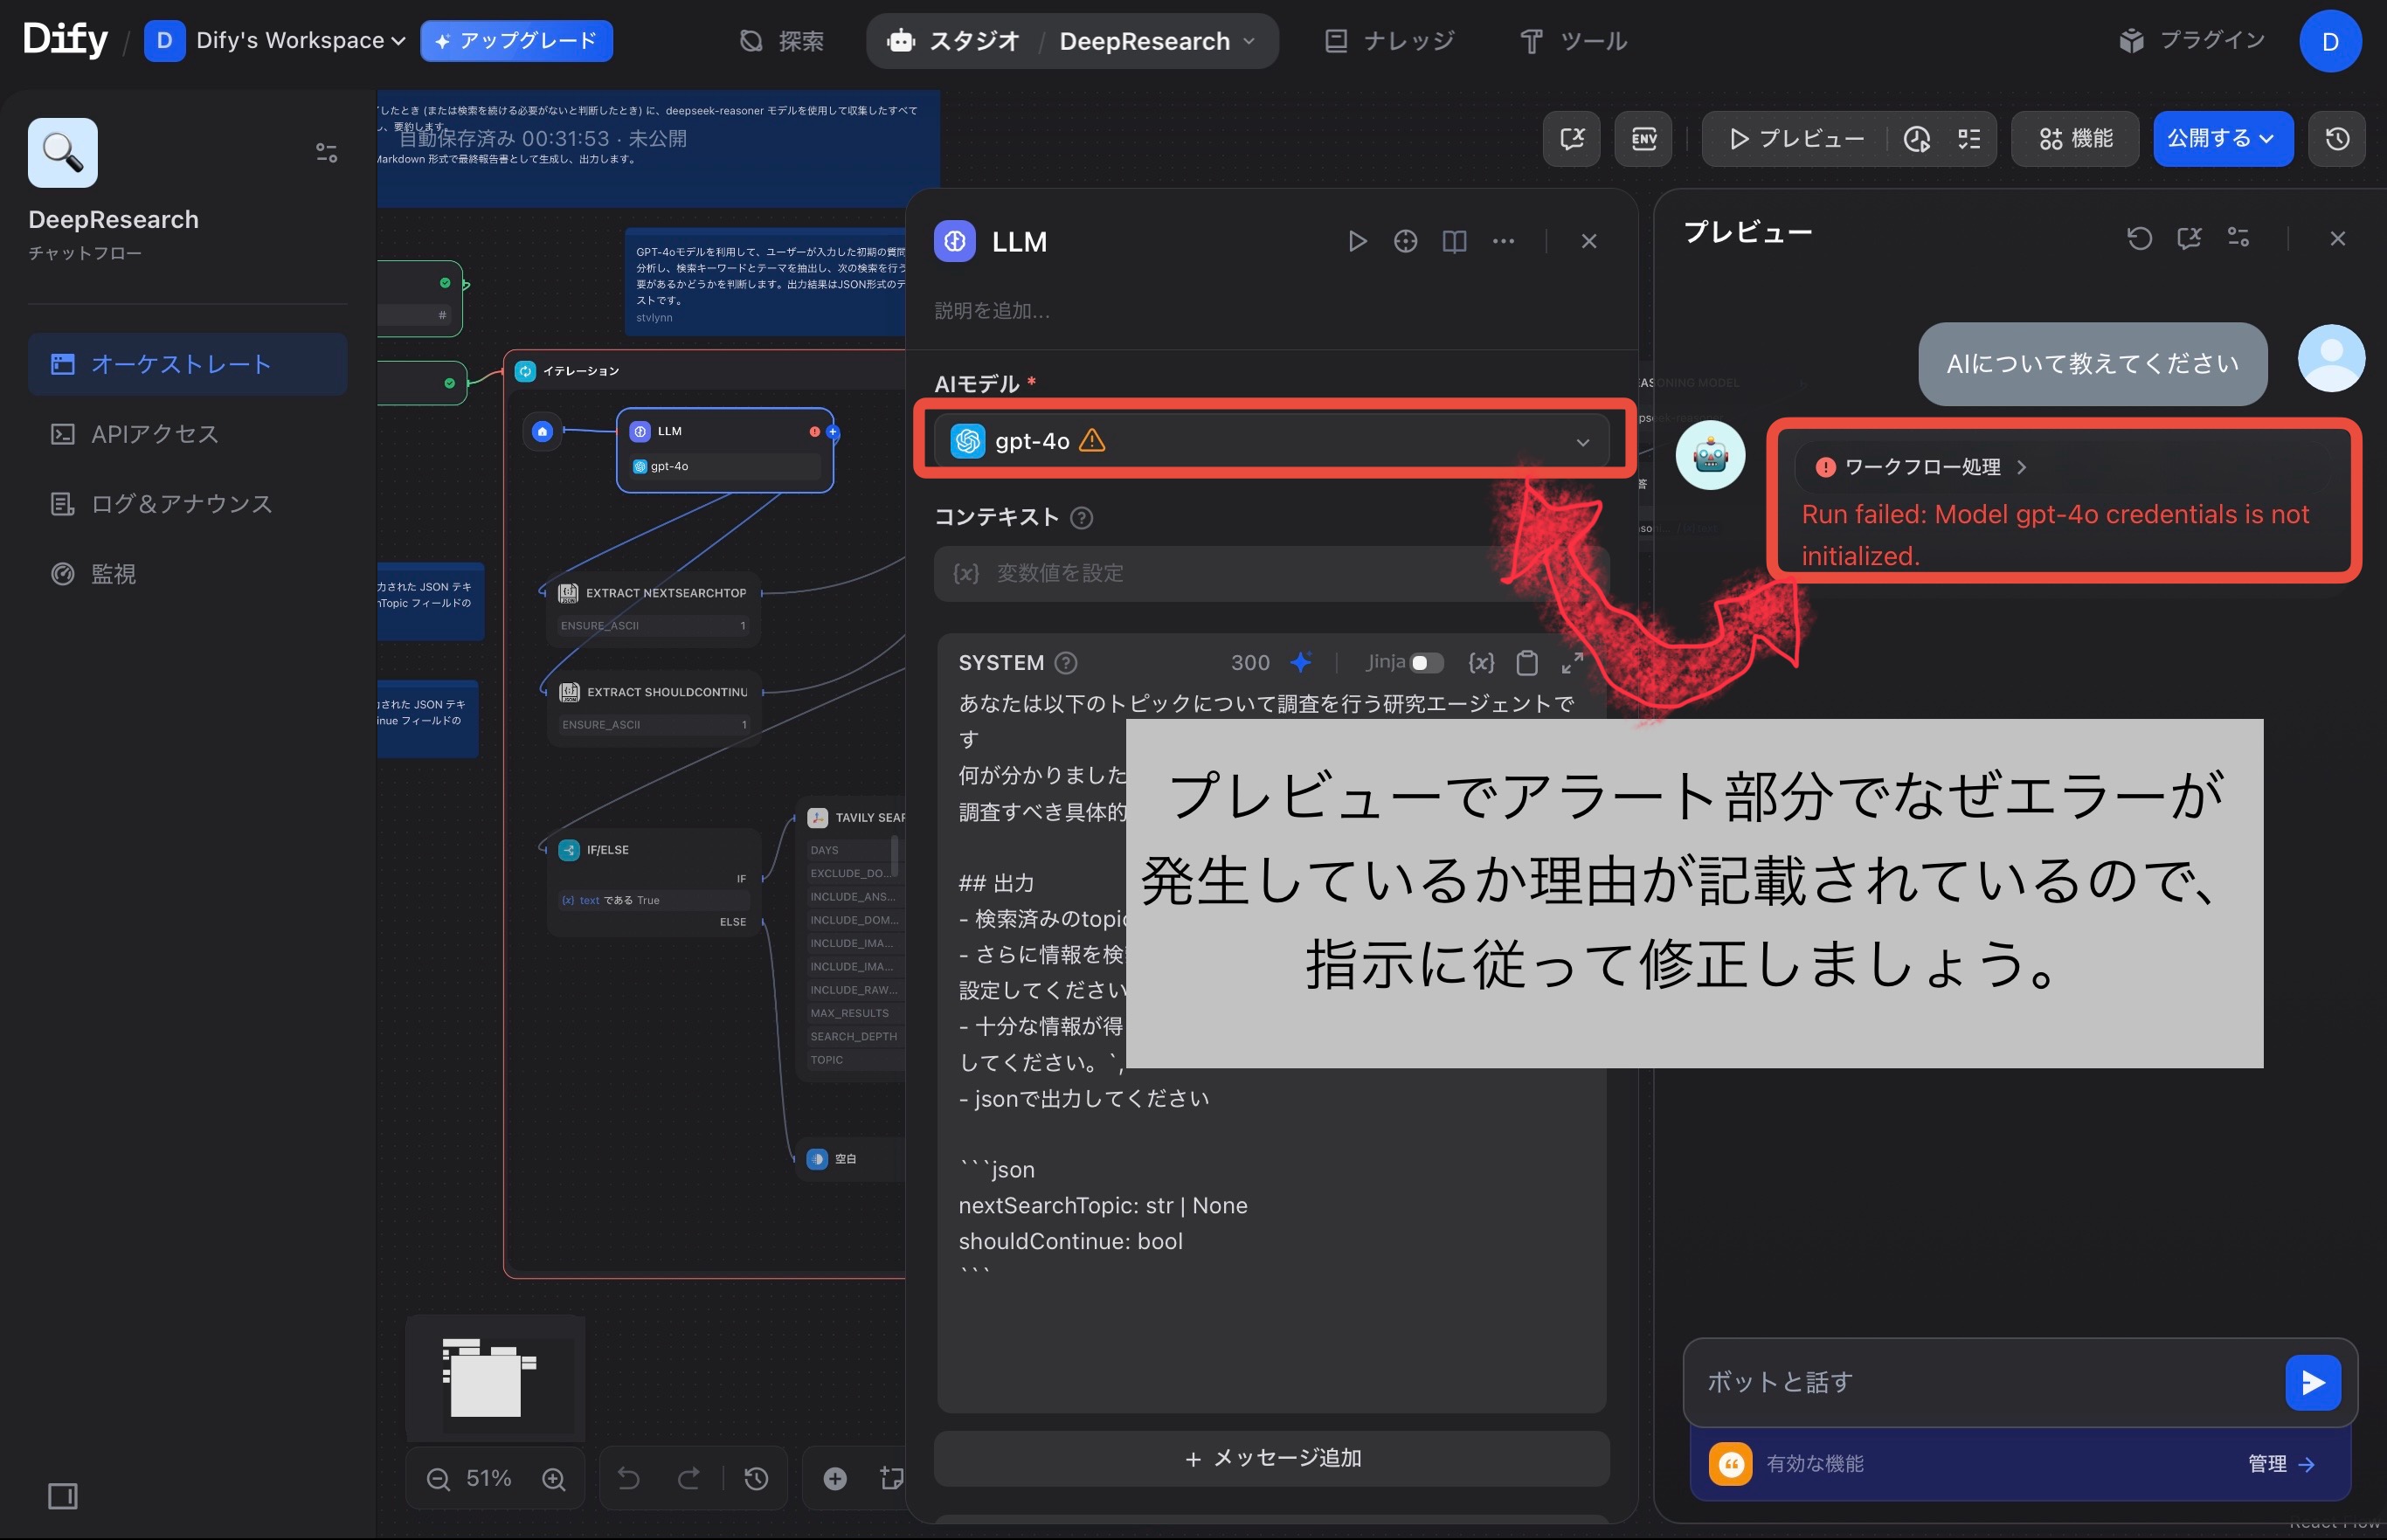 Dify / D Dify's Workspace アップグレード 探索 スタジオ / DeepResearch ナレッジ ツール プラグイン D
DeepResearch
チャットフロー
オーケストレート
APIアクセス
ログ＆アナウンス
監視
したとき (または検索を続ける必要がないと判断したとき) に、deepseek-reasoner モデルを使用して収集したすべて
し、要約します。
自動保存済み 00:31:53 · 未公開
Markdown 形式で最終報告書として生成し、出力します。
ENV プレビュー 機能 公開する
GPT-4oモデルを利用して、ユーザーが入力した初期の質問
分析し、検索キーワードとテーマを抽出し、次の検索を行う
要があるかどうかを判断します。出力結果はJSON形式のテ
ストです。
stvlynn
#
イテレーション
LLM
gpt-4o
力された JSON テキ
hTopic フィールドの
EXTRACT NEXTSEARCHTOP
ENSURE_ASCII 1
EXTRACT SHOULDCONTINU
ENSURE_ASCII 1
力された JSON テキ
inue フィールドの
IF/ELSE
IF
{x} text である True
ELSE
TAVILY SEAR
DAYS
EXCLUDE_DO...
INCLUDE_ANS...
INCLUDE_DOM...
INCLUDE_IMA...
INCLUDE_IMA...
INCLUDE_RAW...
MAX_RESULTS
SEARCH_DEPTH
TOPIC
空白
51%
LLM
説明を追加...
AIモデル *
gpt-4o
コンテキスト
{x} 変数値を設定
SYSTEM 300 Jinja {x}
あなたは以下のトピックについて調査を行う研究エージェントで
す
何が分かりました
調査すべき具体的
## 出力
- 検索済みのtopic
- さらに情報を検
設定してください
- 十分な情報が得
してください。`,
- jsonで出力してください
```json
nextSearchTopic: str | None
shouldContinue: bool
```
+ メッセージ追加
プレビュー
AIについて教えてください
ワークフロー処理
Run failed: Model gpt-4o credentials is not
initialized.
プレビューでアラート部分でなぜエラーが
発生しているか理由が記載されているので、
指示に従って修正しましょう。
ボットと話す
有効な機能 管理
React Flow